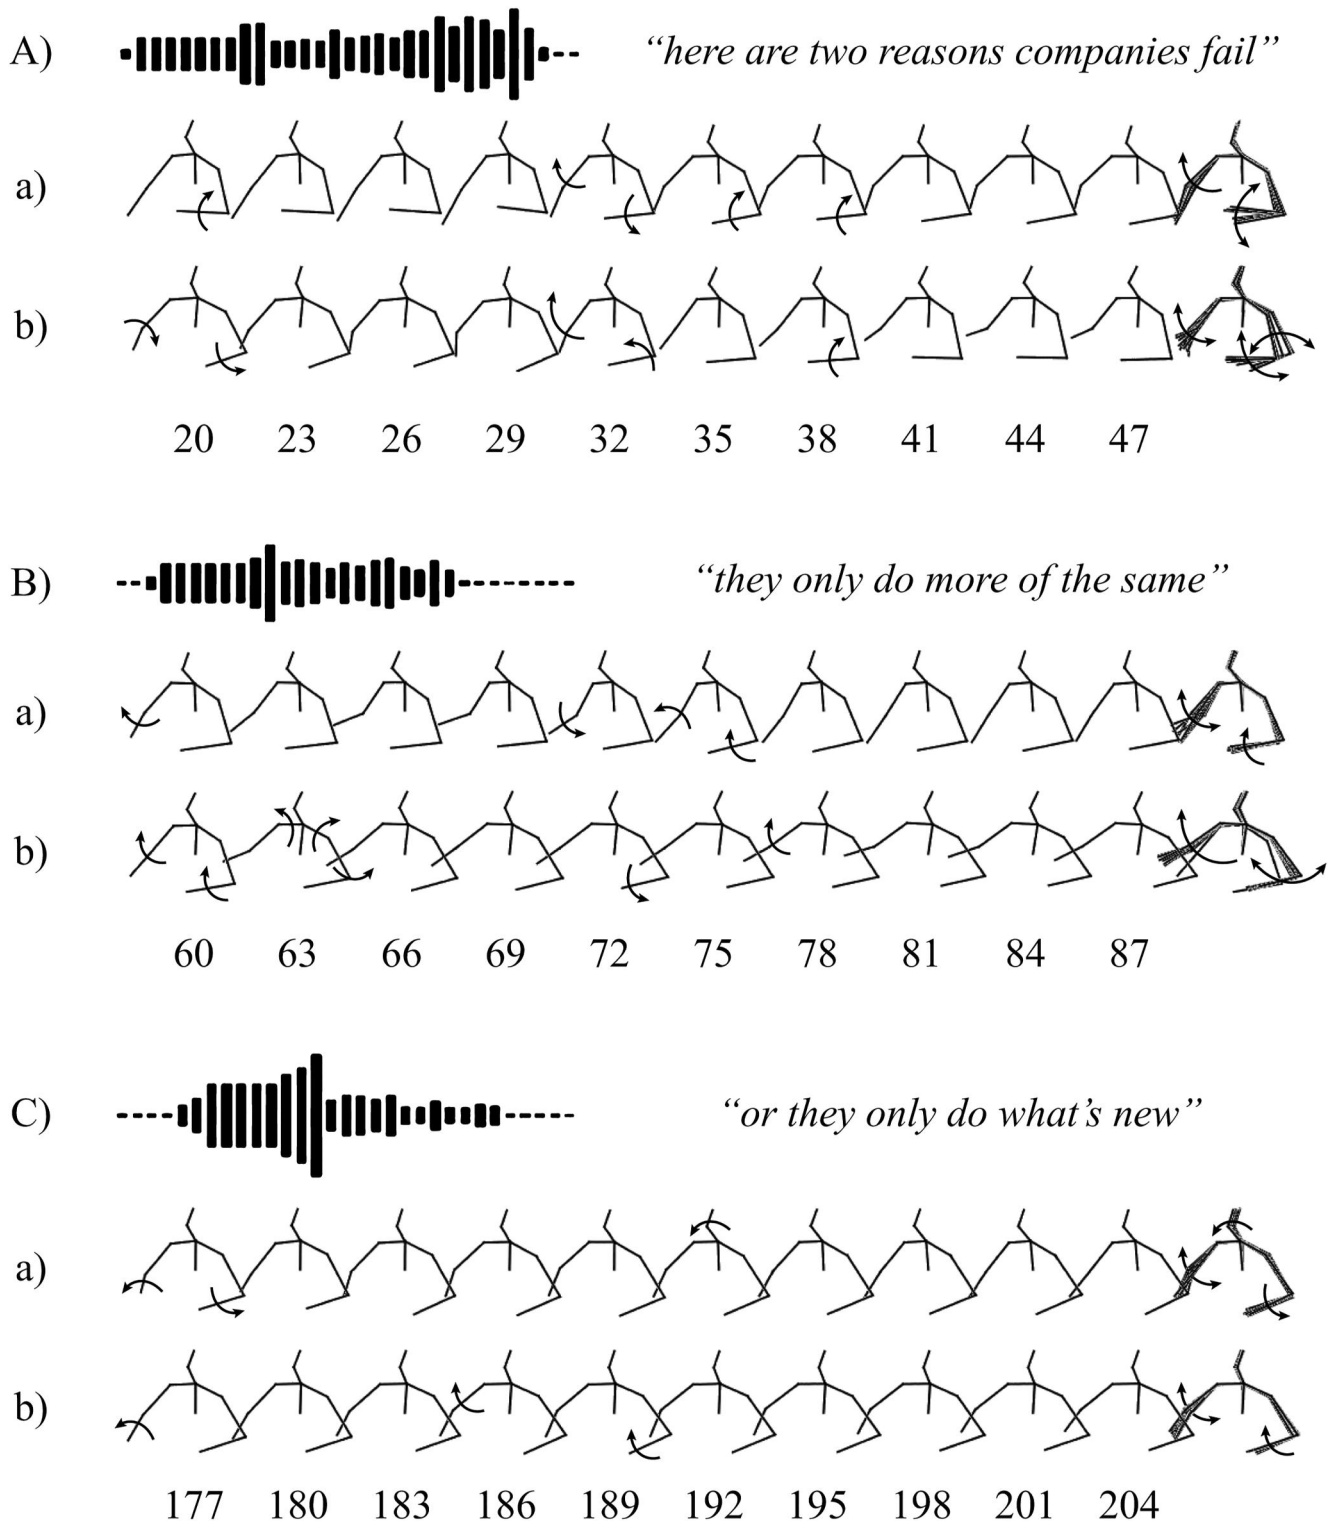 A) “here are two reasons companies fail”
a)
b)
20 23 26 29 32 35 38 41 44 47
B) “they only do more of the same”
a)
b)
60 63 66 69 72 75 78 81 84 87
C) “or they only do what’s new”
a)
b)
177 180 183 186 189 192 195 198 201 204